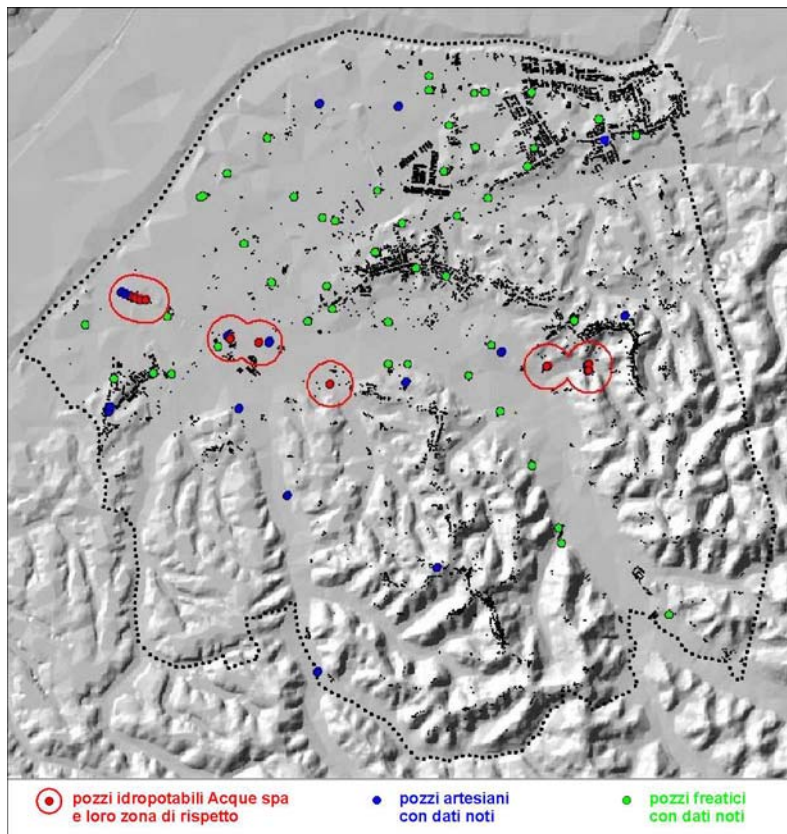 pozzi idropotabili Acque spa
e loro zona di rispetto
pozzi artesiani
con dati noti
pozzi freatici
con dati noti